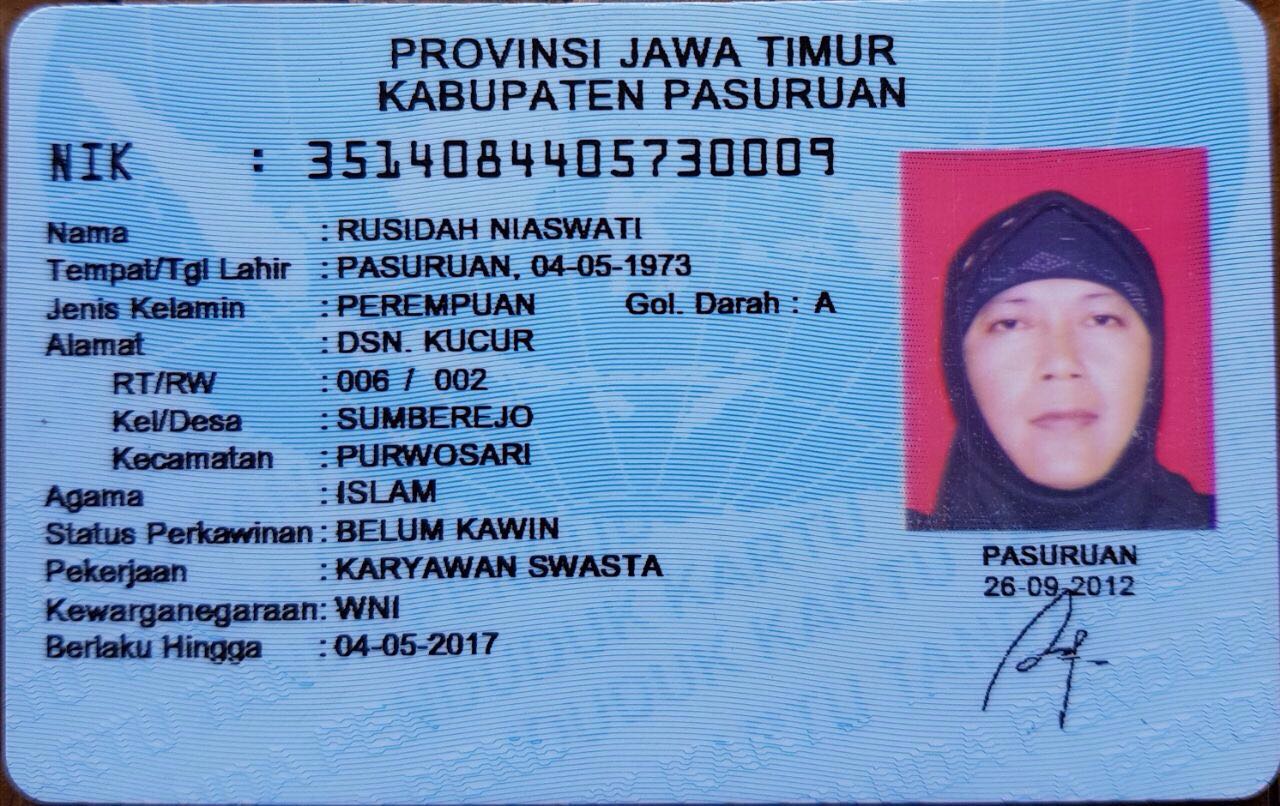 PROVINSI JAWA TIMUR
KABUPATEN PASURUAN
NIK : 3514084405730009
Nama : RUSIDAH NIASWATI
Tempat/Tgl Lahir : PASURUAN, 04-05-1973
Jenis Kelamin : PEREMPUAN Gol. Darah : A
Alamat : DSN. KUCUR
RT/RW : 006 / 002
Kel/Desa : SUMBEREJO
Kecamatan : PURWOSARI
Agama : ISLAM
Status Perkawinan : BELUM KAWIN
Pekerjaan : KARYAWAN SWASTA
Kewarganegaraan : WNI
Berlaku Hingga : 04-05-2017
PASURUAN
26-09-2012